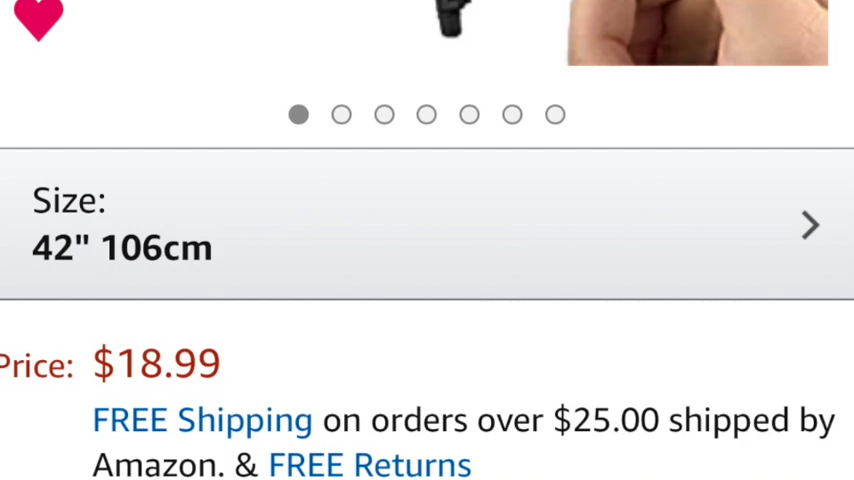 Size:
42" 106cm
Price: $18.99
FREE Shipping on orders over $25.00 shipped by
Amazon. & FREE Returns